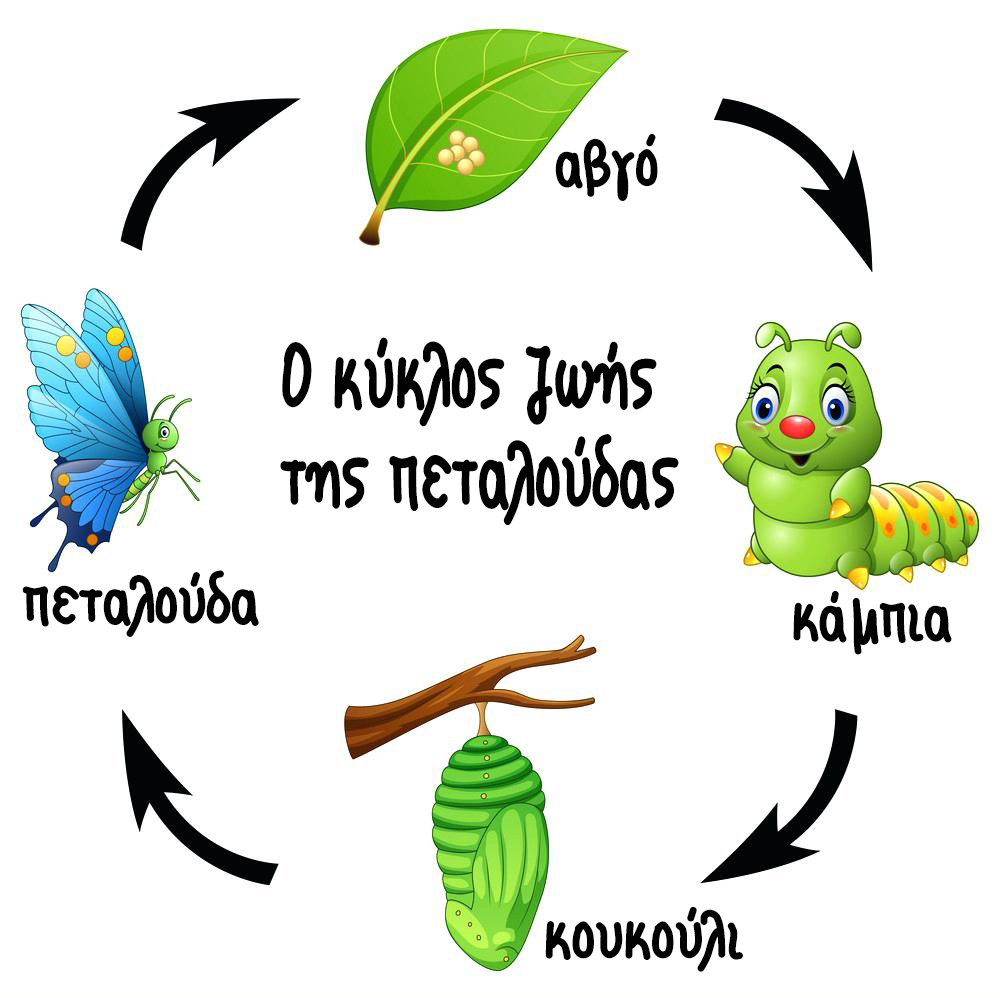 αβγό
Ο κύκλος ζωής
της πεταλούδας
πεταλούδα
κάμπια
κουκούλι